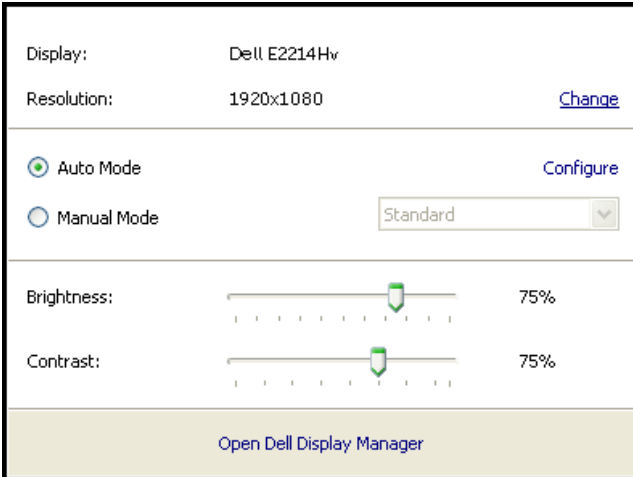 Display: Dell E2214Hv
Resolution: 1920x1080 Change
Auto Mode Configure
Manual Mode Standard
Brightness: 75%
Contrast: 75%
Open Dell Display Manager